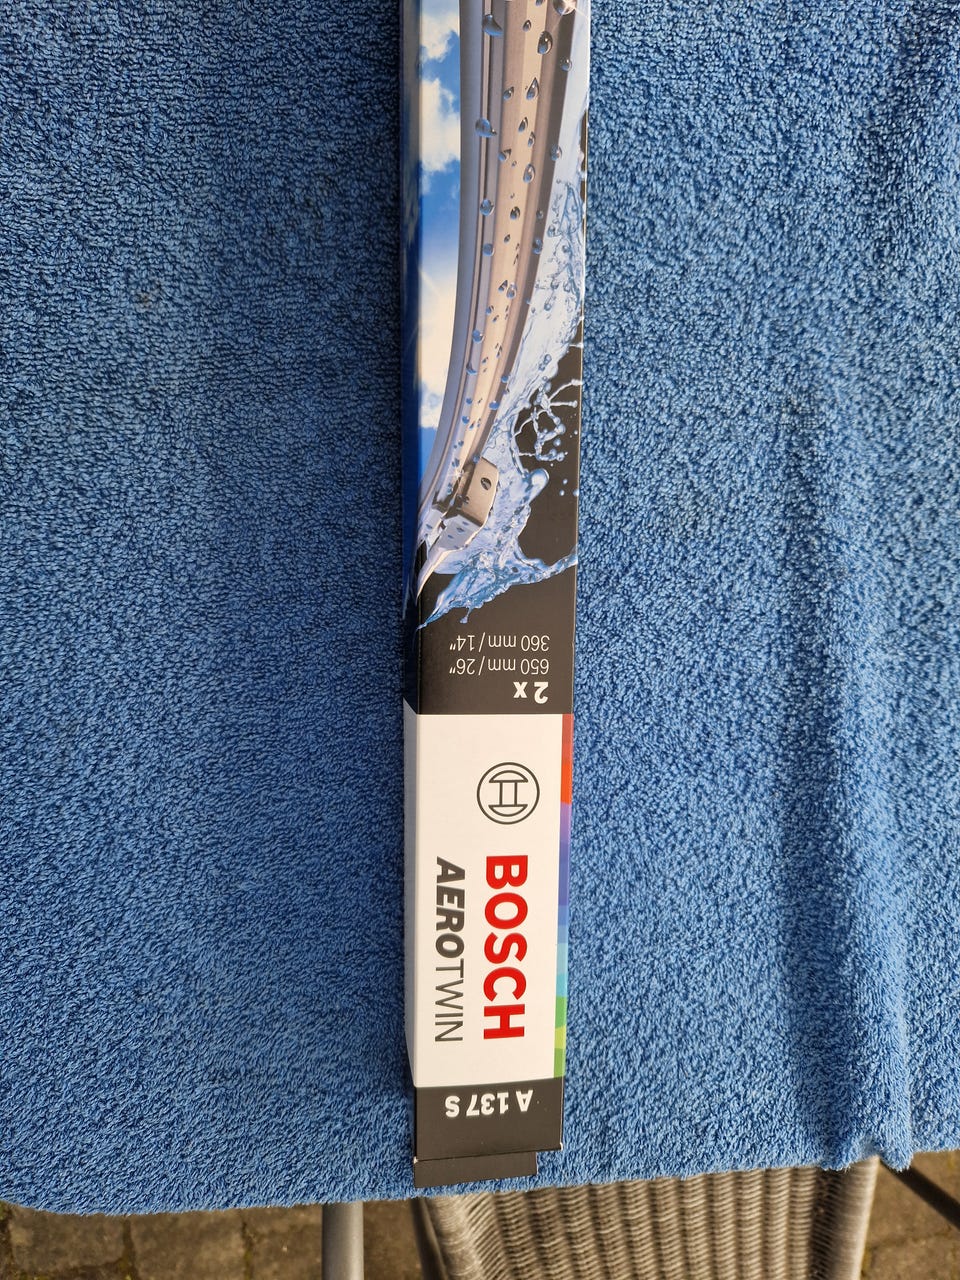 A 137 S
BOSCH
AEROTWIN
2 x
650 mm / 26"
360 mm / 14"